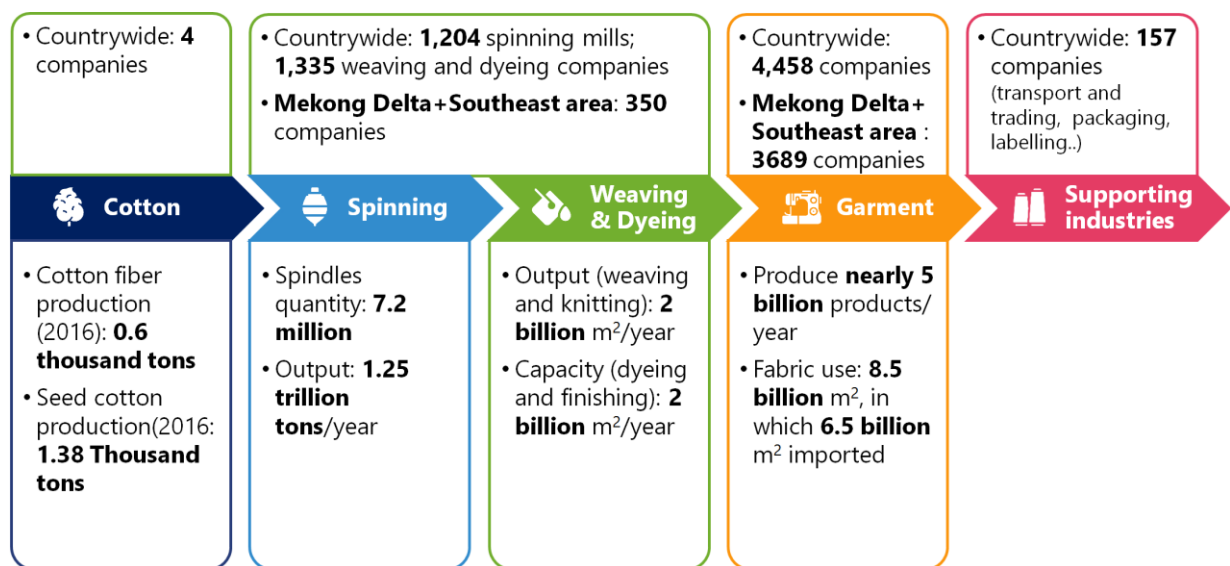 • Countrywide: 4
companies
• Countrywide: 1,204 spinning mills;
1,335 weaving and dyeing companies
• Mekong Delta+Southeast area: 350
companies
• Countrywide:
4,458 companies
• Mekong Delta+
Southeast area :
3689 companies
• Countrywide: 157
companies
(transport and
trading, packaging,
labelling..)
Cotton
Spinning
Weaving
& Dyeing
Garment
Supporting
industries
• Cotton fiber
production
(2016): 0.6
thousand tons
• Seed cotton
production(2016:
1.38 Thousand
tons
• Spindles
quantity: 7.2
million
• Output: 1.25
trillion
tons/year
• Output (weaving
and knitting): 2
billion m²/year
• Capacity (dyeing
and finishing): 2
billion m²/year
• Produce nearly 5
billion products/
year
• Fabric use: 8.5
billion m², in
which 6.5 billion
m² imported